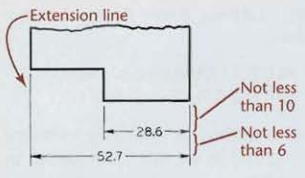 Extension line
Not less
than 10
28.6
Not less
than 6
52.7